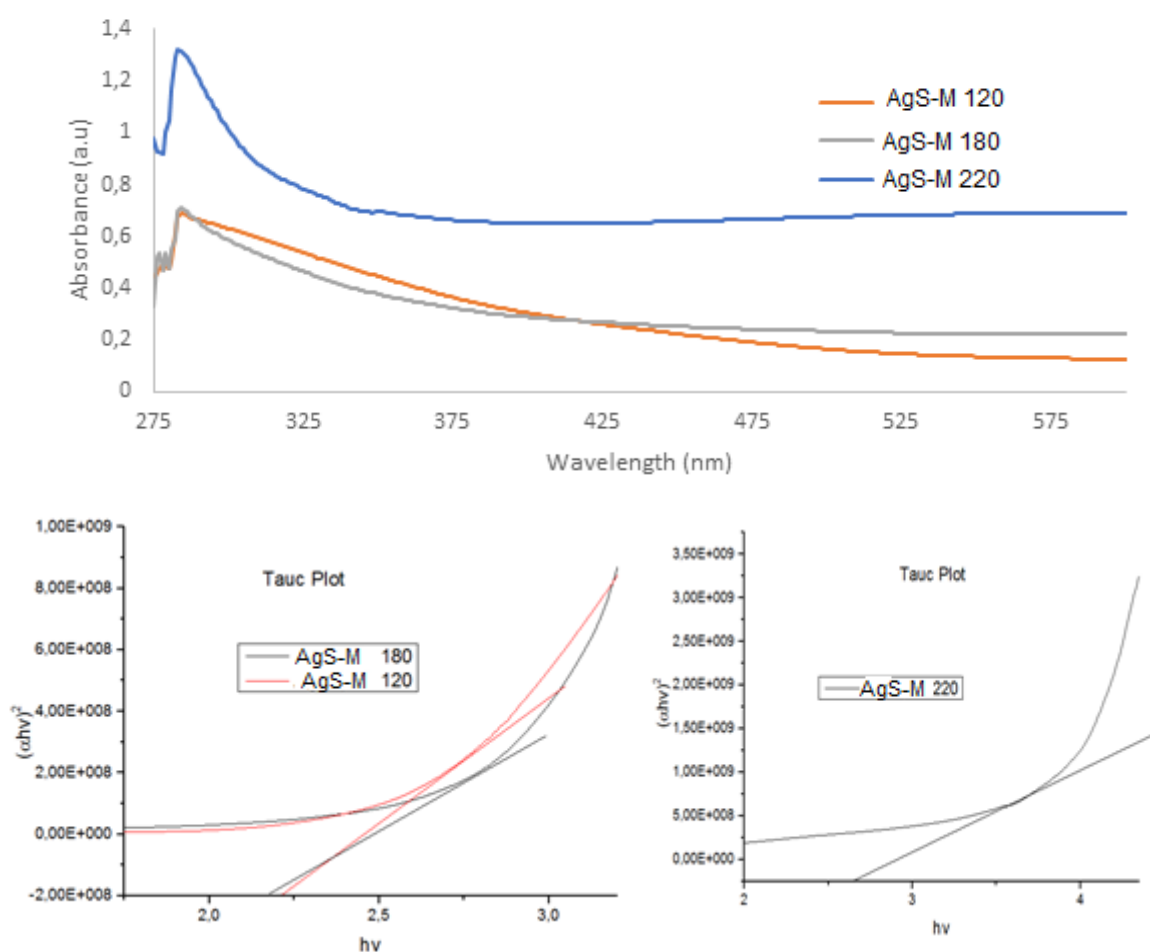 1,4
1,2
1
0,8
0,6
0,4
0,2
0
Absorbance (a.u)
AgS-M 120
AgS-M 180
AgS-M 220
275 325 375 425 475 525 575
Wavelength (nm)
1,00E+009
8,00E+008
6,00E+008
4,00E+008
2,00E+008
0,00E+000
-2,00E+008
(αhν)²
Tauc Plot
AgS-M 180
AgS-M 120
2,0 2,5 3,0
hν
3,50E+009
3,00E+009
2,50E+009
2,00E+009
1,50E+009
1,00E+009
5,00E+008
0,00E+000
(αhν)²
Tauc Plot
AgS-M 220
2 3 4
hν